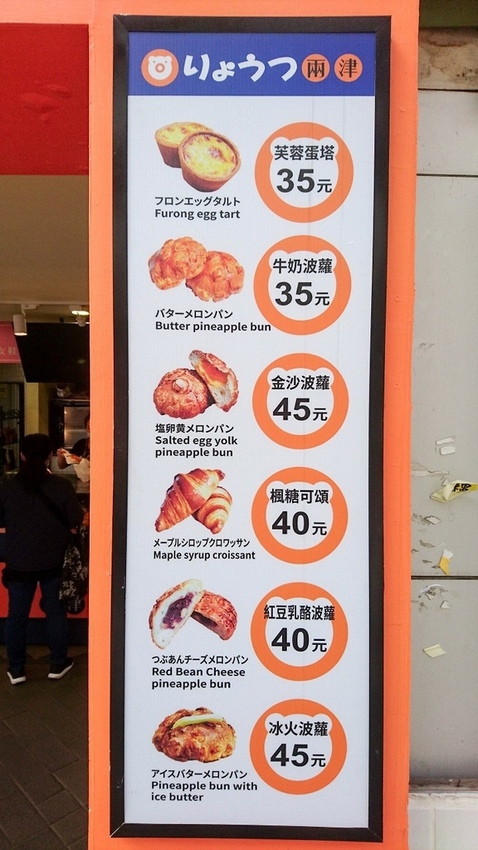 りょうつ 兩津
芙蓉蛋塔
35元
フロンエッグタルト
Furong egg tart
牛奶波蘿
35元
バターメロンパン
Butter pineapple bun
金沙波蘿
45元
塩卵黄メロンパン
Salted egg yolk
pineapple bun
楓糖可頌
40元
メープルシロップクロワッサン
Maple syrup croissant
紅豆乳酪波蘿
40元
つぶあんチーズメロンパン
Red Bean Cheese
pineapple bun
冰火波蘿
45元
アイスバターメロンパン
Pineapple bun with
ice butter